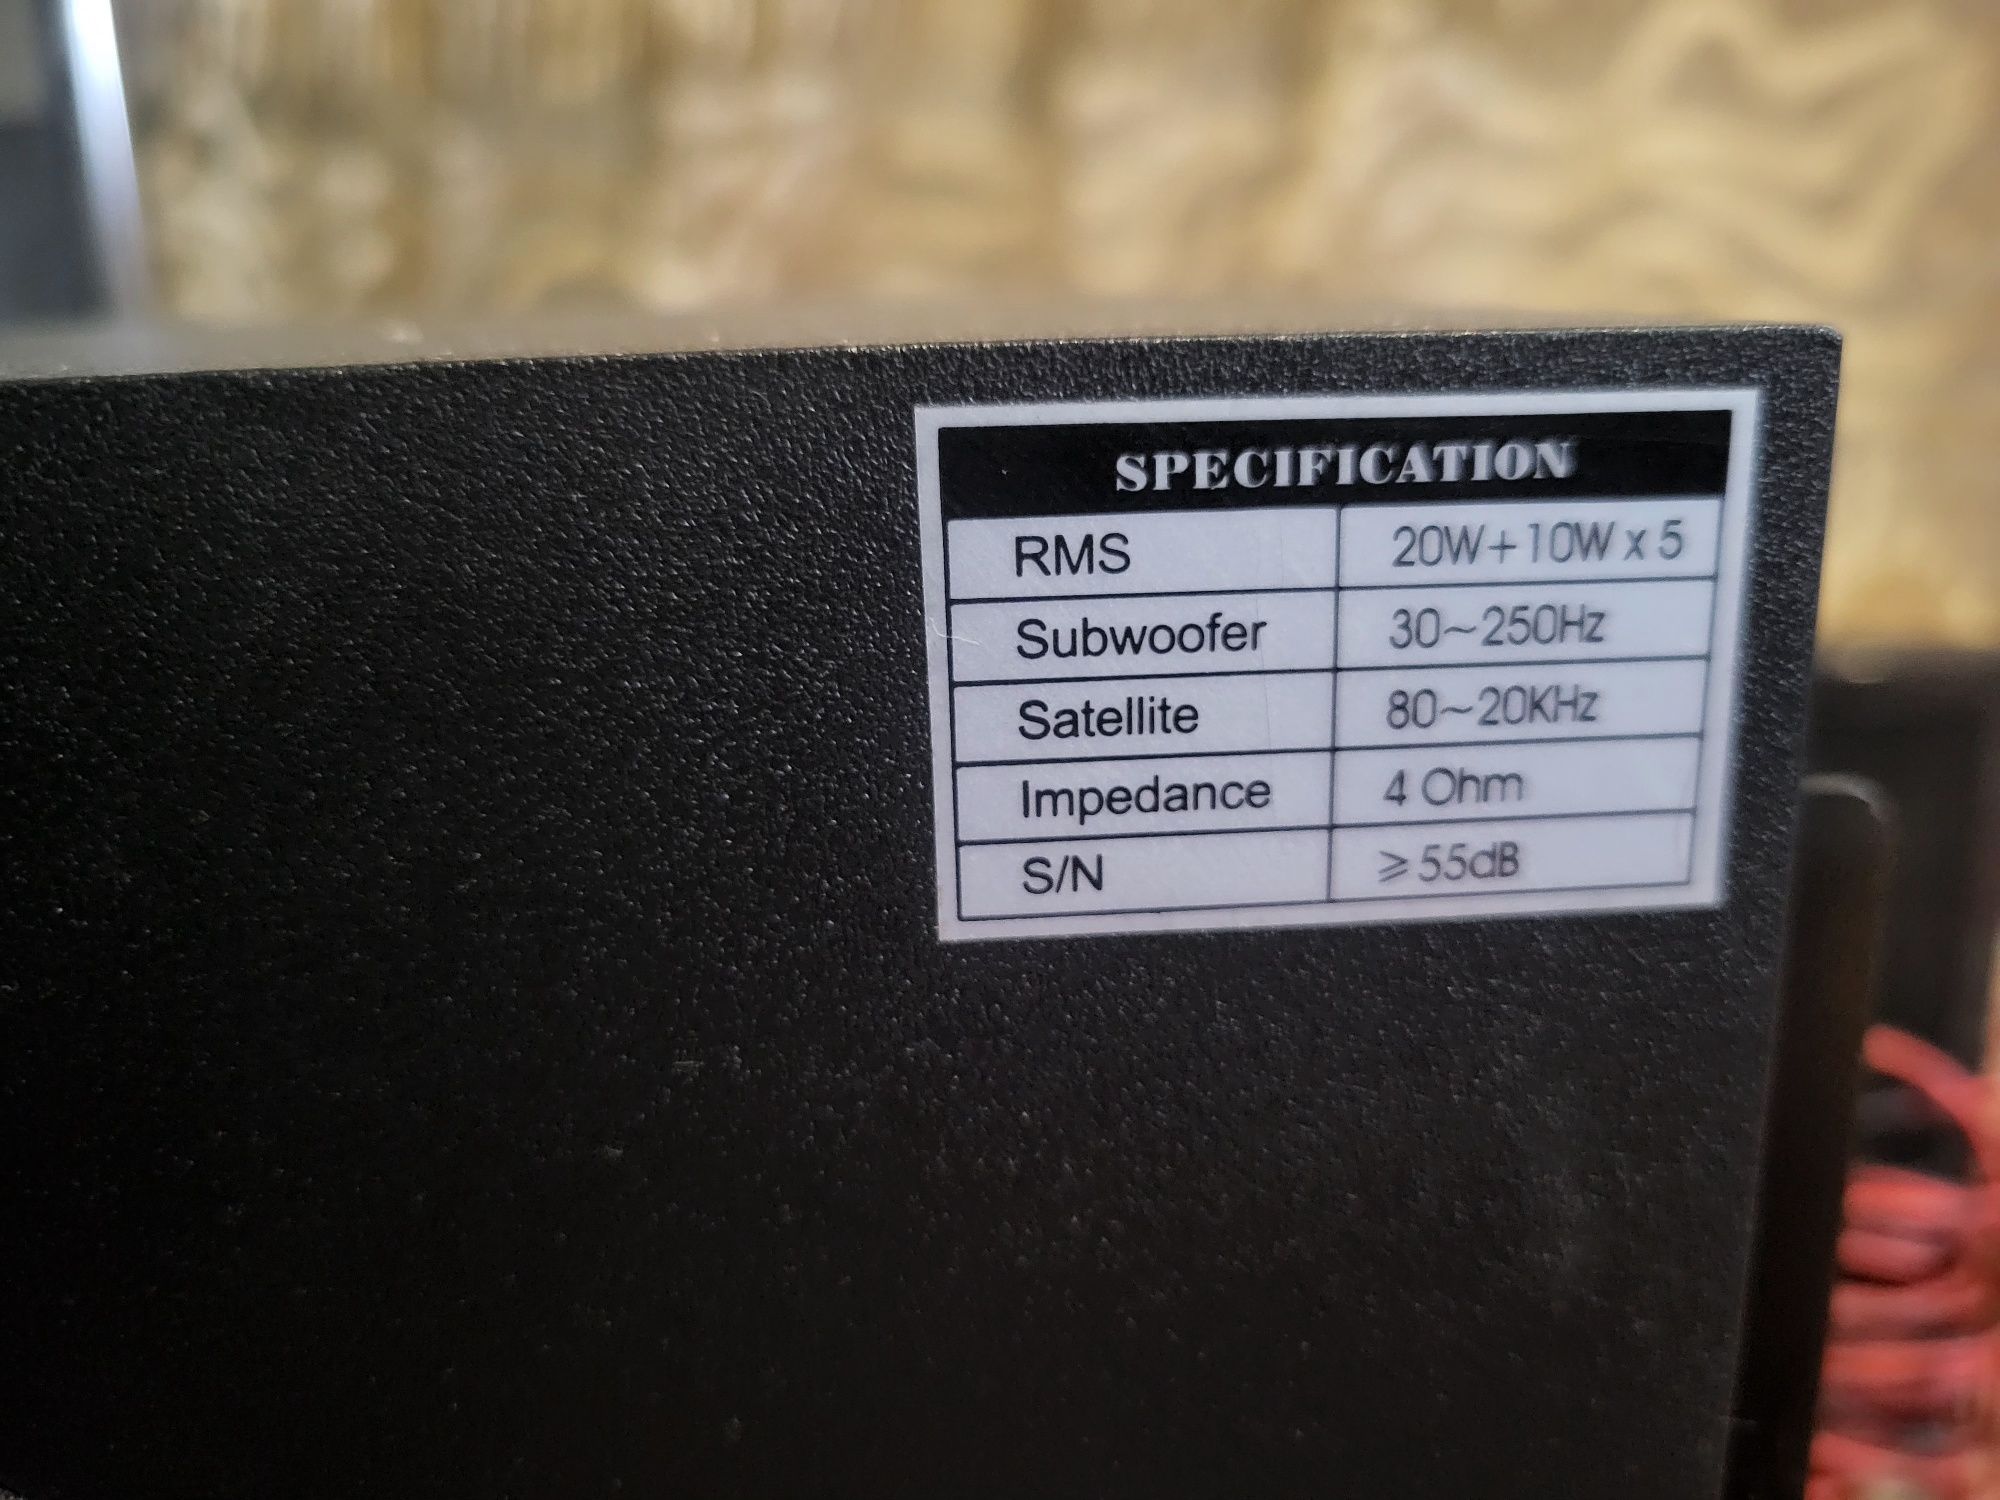 SPECIFICATION
RMS 20W+10W x 5
Subwoofer 30~250Hz
Satellite 80~20KHz
Impedance 4 Ohm
S/N ⩾55dB